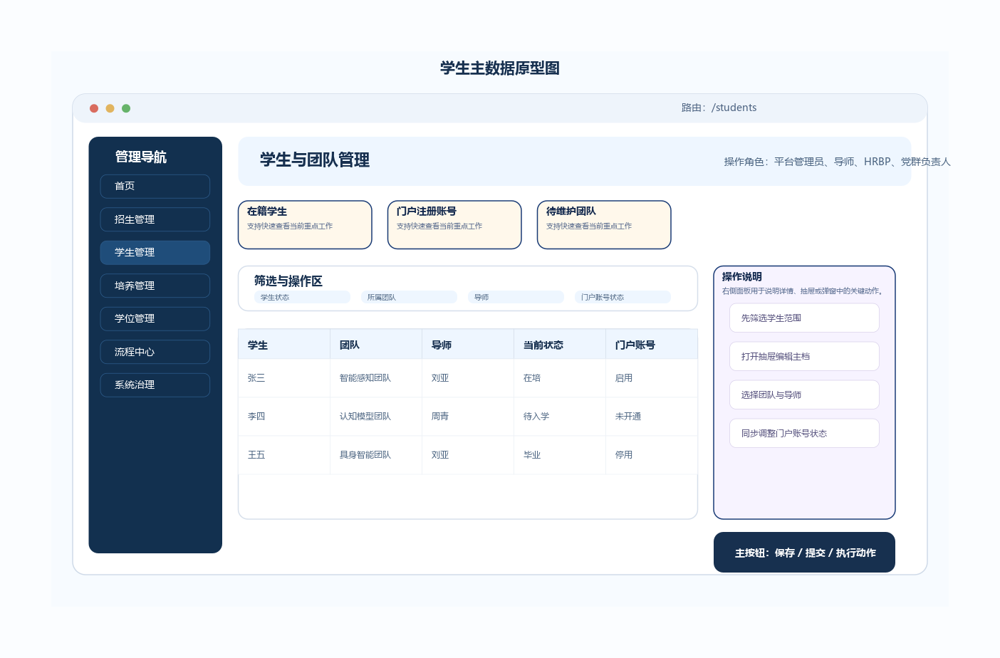 学生主数据原型图
路由：/students
管理导航
首页
招生管理
学生管理
培养管理
学位管理
流程中心
系统治理
学生与团队管理
操作角色：平台管理员、导师、HRBP、党群负责人
在籍学生
支持快速查看当前重点工作
门户注册账号
支持快速查看当前重点工作
待维护团队
支持快速查看当前重点工作
筛选与操作区
学生状态 所属团队 导师 门户账号状态
学生 团队 导师 当前状态 门户账号
张三 智能感知团队 刘亚 在培 启用
李四 认知模型团队 周青 待入学 未开通
王五 具身智能团队 刘亚 毕业 停用
操作说明
右侧面板用于说明详情、抽屉或弹窗中的关键动作。
先筛选学生范围
打开抽屉编辑主档
选择团队与导师
同步调整门户账号状态
主按钮：保存 / 提交 / 执行动作